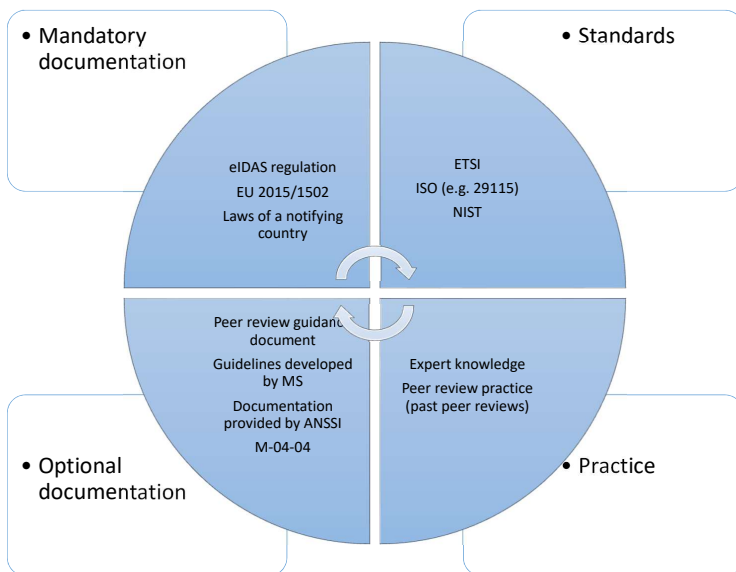 • Mandatory
documentation
• Standards
eIDAS regulation
EU 2015/1502
Laws of a notifying
country
ETSI
ISO (e.g. 29115)
NIST
Peer review guidance
document
Guidelines developed
by MS
Documentation
provided by ANSSI
M-04-04
Expert knowledge
Peer review practice
(past peer reviews)
• Optional
documentation
• Practice